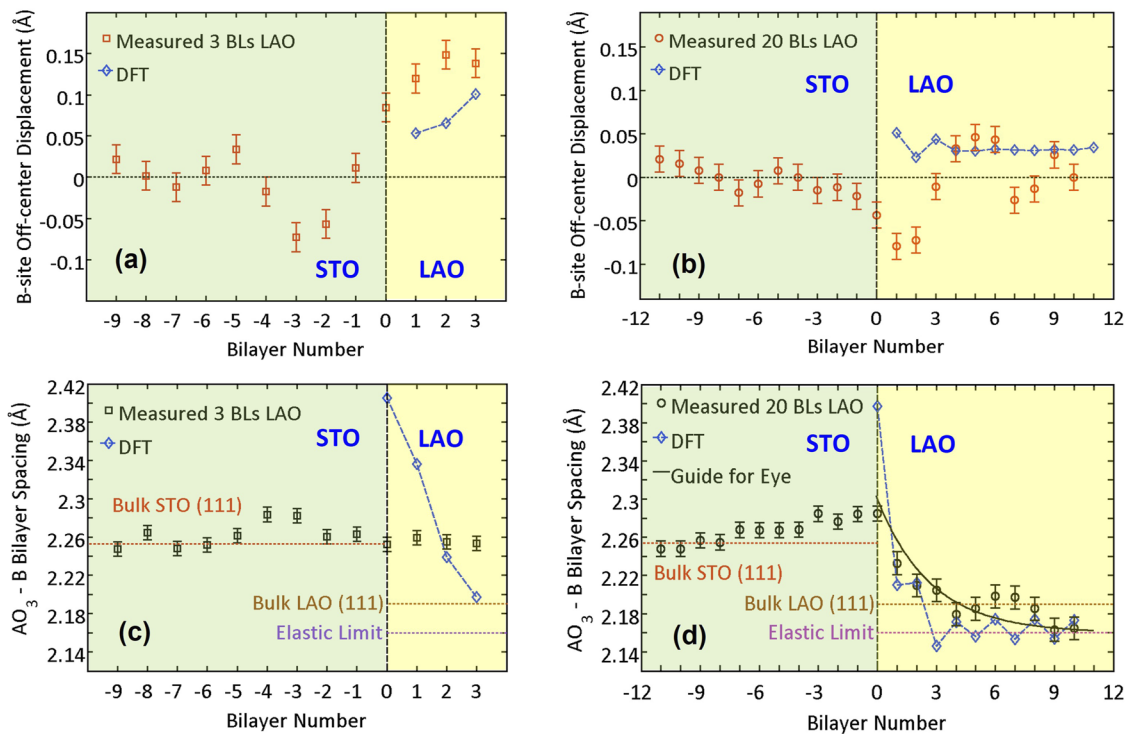 B-site Off-center Displacement (Å)
0.15
0.1
0.05
0
0.05
-0.1
Measured 3 BLs LAO
DFT
(a)
STO
LAO
-9 -8 -7 -6 -5 -4 -3 -2 -1 0 1 2 3
Bilayer Number
B-site Off-center Displacement (Å)
0.15
0.1
0.05
0
-0.05
-0.1
Measured 20 BLs LAO
DFT
STO
LAO
(b)
-12 -9 -6 -3 0 3 6 9 12
Bilayer Number
AO3 - B Bilayer Spacing (Å)
2.42
2.38
2.34
2.3
2.26
2.22
2.18
2.14
Measured 3 BLs LAO
DFT
STO
LAO
Bulk STO (111)
Bulk LAO (111)
Elastic Limit
(c)
-9 -8 -7 -6 -5 -4 -3 -2 -1 0 1 2 3
Bilayer Number
AO3 - B Bilayer Spacing (Å)
2.42
2.38
2.34
2.3
2.26
2.22
2.18
2.14
Measured 20 BLs LAO
DFT
Guide for Eye
STO
LAO
Bulk STO (111)
Bulk LAO (111)
Elastic Limit
(d)
-12 -9 -6 -3 0 3 6 9 12
Bilayer Number